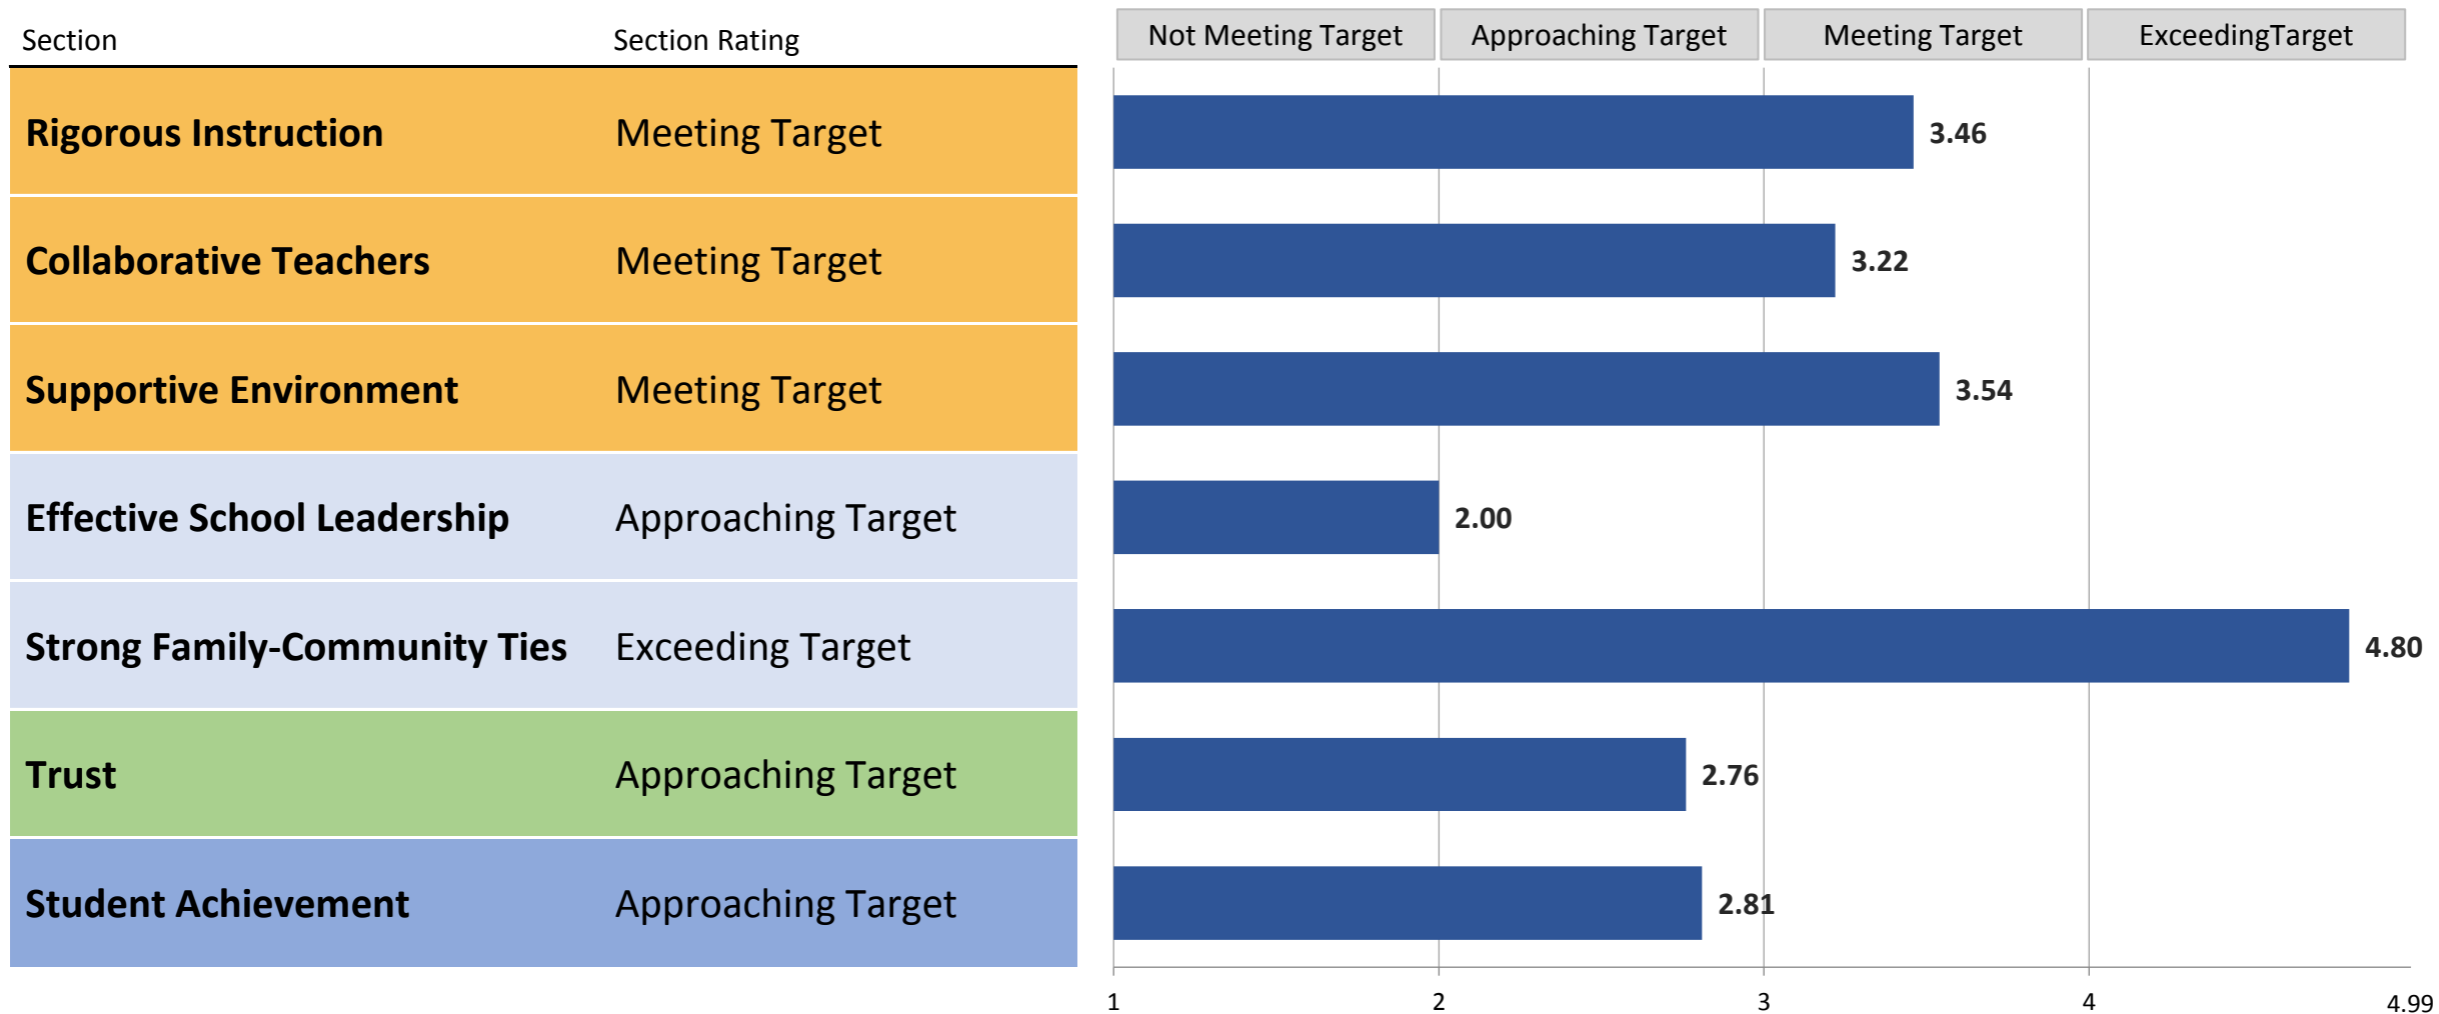 Section Section Rating Not Meeting Target Approaching Target Meeting Target ExceedingTarget
Rigorous Instruction Meeting Target 3.46
Collaborative Teachers Meeting Target 3.22
Supportive Environment Meeting Target 3.54
Effective School Leadership Approaching Target 2.00
Strong Family-Community Ties Exceeding Target 4.80
Trust Approaching Target 2.76
Student Achievement Approaching Target 2.81
1 2 3 4 4.99